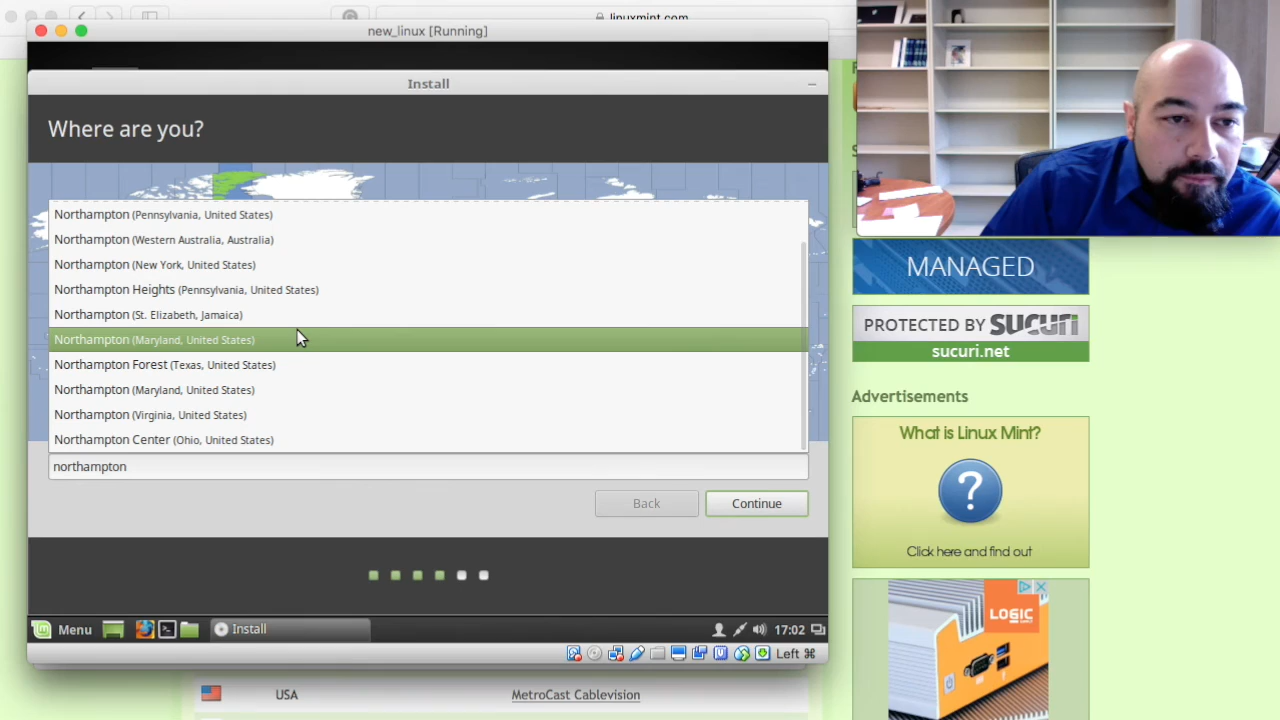 linuxmint.com
new_linux [Running]
Install
Where are you?
Northampton (Pennsylvania, United States)
Northampton (Western Australia, Australia)
Northampton (New York, United States)
Northampton Heights (Pennsylvania, United States)
Northampton (St. Elizabeth, Jamaica)
Northampton (Maryland, United States)
Northampton Forest (Texas, United States)
Northampton (Maryland, United States)
Northampton (Virginia, United States)
Northampton Center (Ohio, United States)
northampton
Back
Continue
Menu
Install
17:02
Left ⌘
USA
MetroCast Cablevision
MANAGED
PROTECTED BY SUCURI
sucuri.net
Advertisements
What is Linux Mint?
?
Click here and find out
LOGIC